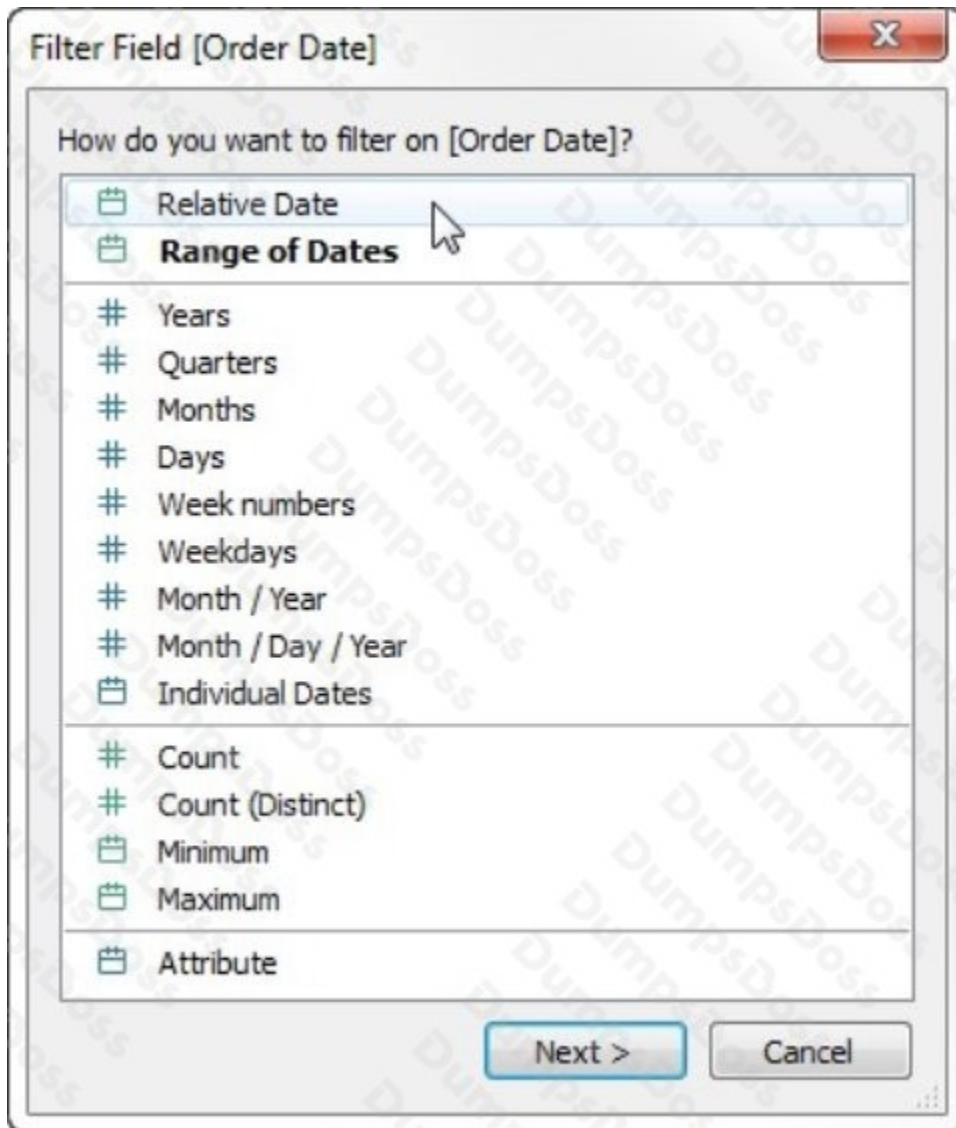 Filter Field [Order Date]
How do you want to filter on [Order Date]?
Relative Date
Range of Dates
Years
Quarters
Months
Days
Week numbers
Weekdays
Month / Year
Month / Day / Year
Individual Dates
Count
Count (Distinct)
Minimum
Maximum
Attribute
Next >
Cancel
DumpsDoss